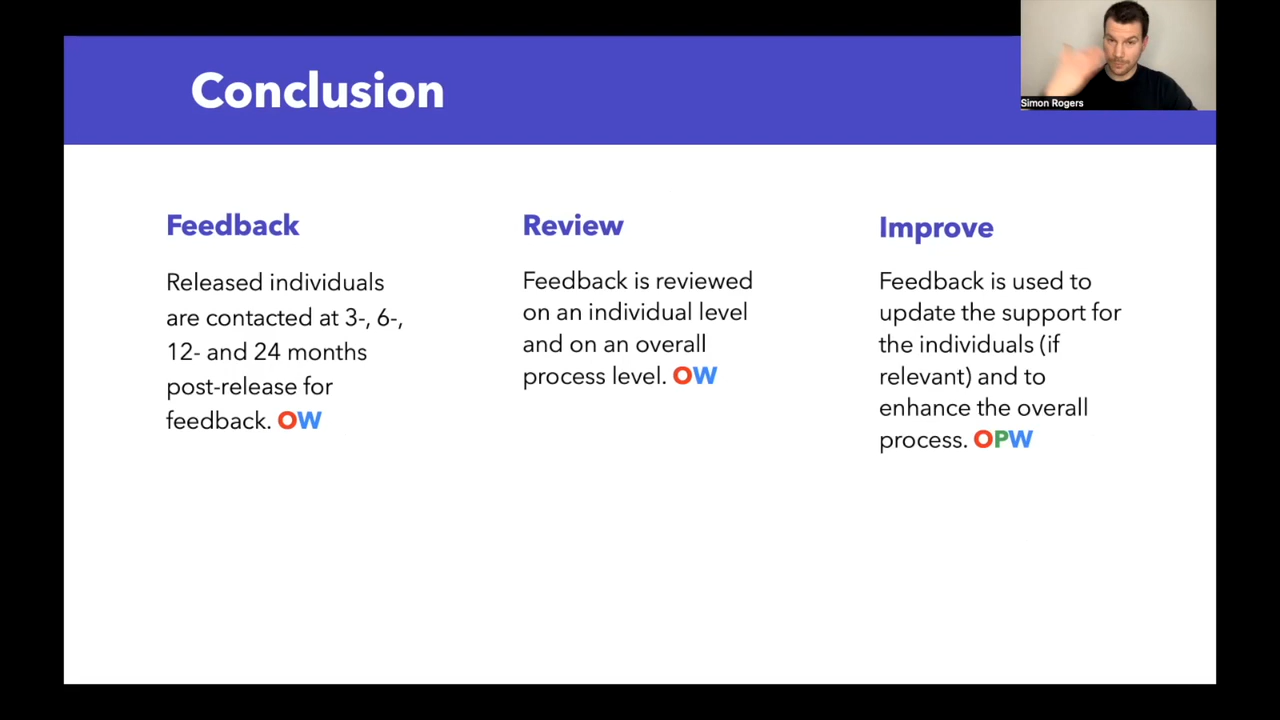 Conclusion
Simon Rogers
Feedback
Released individuals
are contacted at 3-, 6-,
12- and 24 months
post-release for
feedback. OW
Review
Feedback is reviewed
on an individual level
and on an overall
process level. OW
Improve
Feedback is used to
update the support for
the individuals (if
relevant) and to
enhance the overall
process. OPW